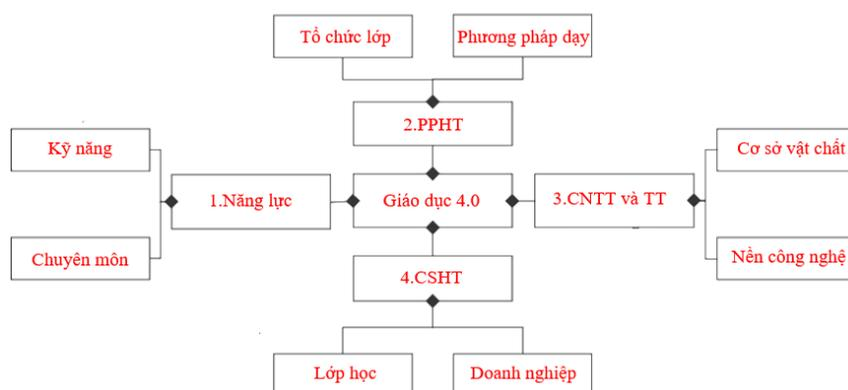 Tổ chức lớp
Phương pháp dạy
2.PPHT
Kỹ năng
Cơ sở vật chất
1.Năng lực
Giáo dục 4.0
3.CNTT và TT
Chuyên môn
Nền công nghệ
4.CSHT
Lớp học
Doanh nghiệp